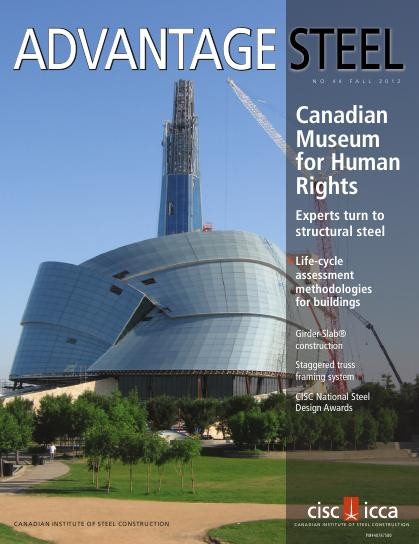 ADVANTAGE STEEL
NO 44 FALL 2012
Canadian
Museum
for Human
Rights
Experts turn to
structural steel
Life-cycle
assessment
methodologies
for buildings
Girder-Slab®
construction
Staggered truss
framing system
CISC National Steel
Design Awards
cisc icca
CANADIAN INSTITUTE OF STEEL CONSTRUCTION
CANADIAN INSTITUTE OF STEEL CONSTRUCTION
PM#40787580